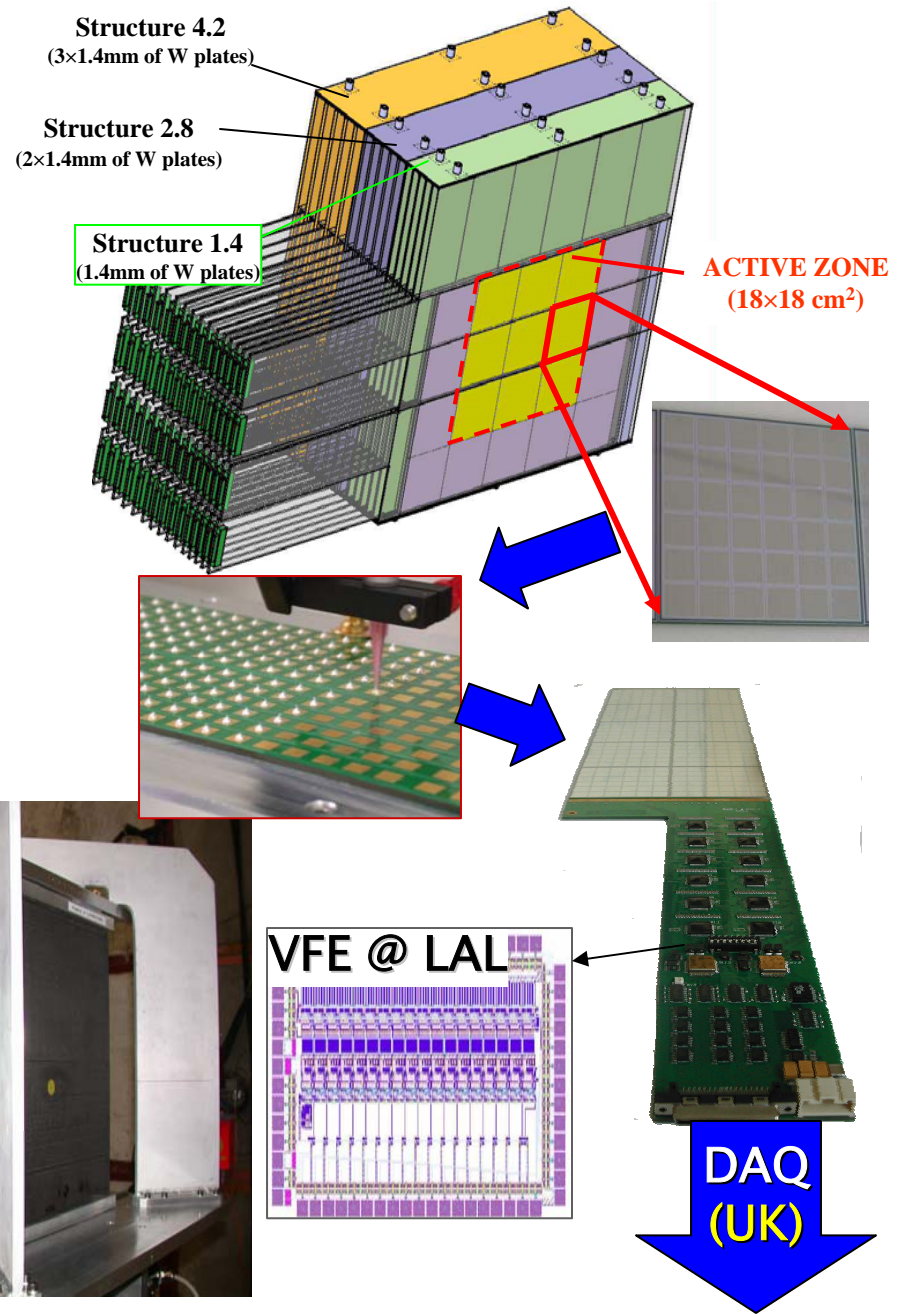 Structure 4.2
(3×1.4mm of W plates)
Structure 2.8
(2×1.4mm of W plates)
Structure 1.4
(1.4mm of W plates)
ACTIVE ZONE
(18×18 cm²)
VFE @ LAL
DAQ
(UK)